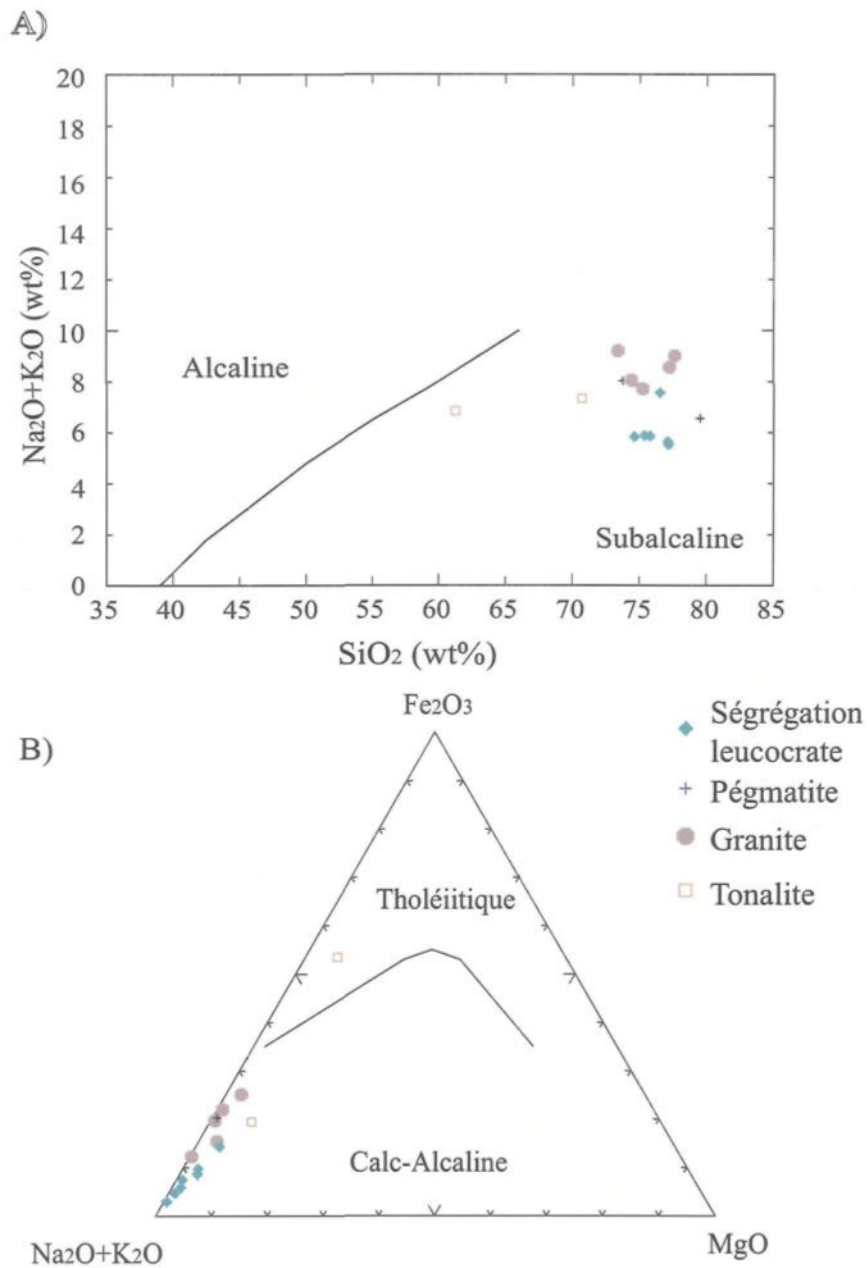 A)
20
18
16
14
12
10
8
6
4
2
0
Na2O+K2O (wt%)
Alcaline
Subalcaline
35 40 45 50 55 60 65 70 75 80 85
SiO2 (wt%)
B)
Fe2O3
Ségrégation
leucocrate
Pégmatite
Granite
Tonalite
Tholéiitique
Calc-Alcaline
Na2O+K2O
MgO